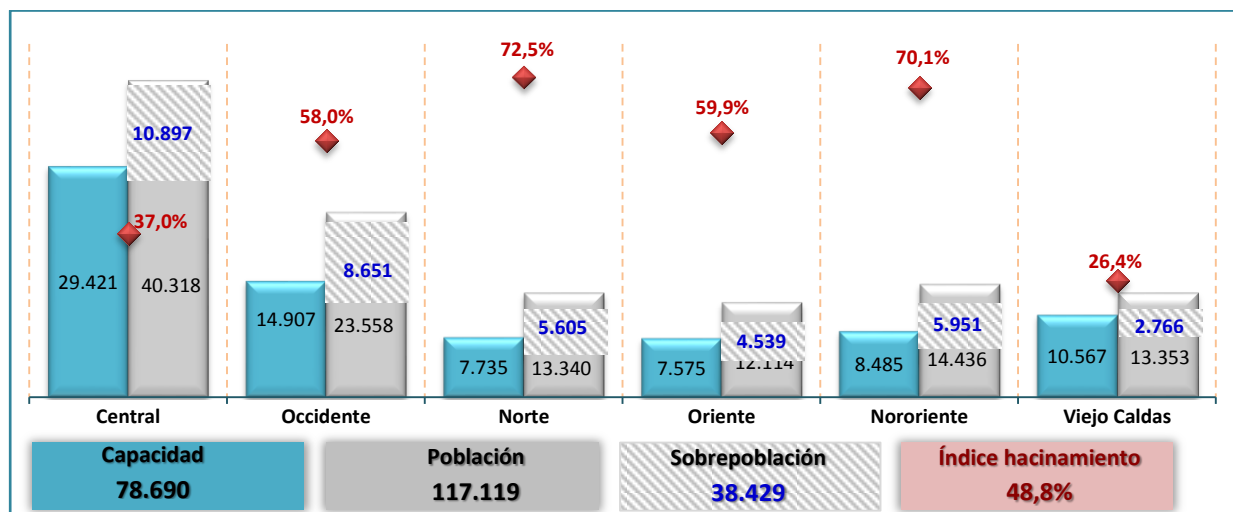 72,5%
70,1%
58,0%
59,9%
10.897
37,0%
26,4%
8.651
29.421
40.318
14.907
23.558
5.605
4.539
5.951
2.766
7.735
13.340
7.575
12.114
8.485
14.436
10.567
13.353
Central
Occidente
Norte
Oriente
Nororiente
Viejo Caldas
Capacidad
78.690
Población
117.119
Sobrepoblación
38.429
Índice hacinamiento
48,8%